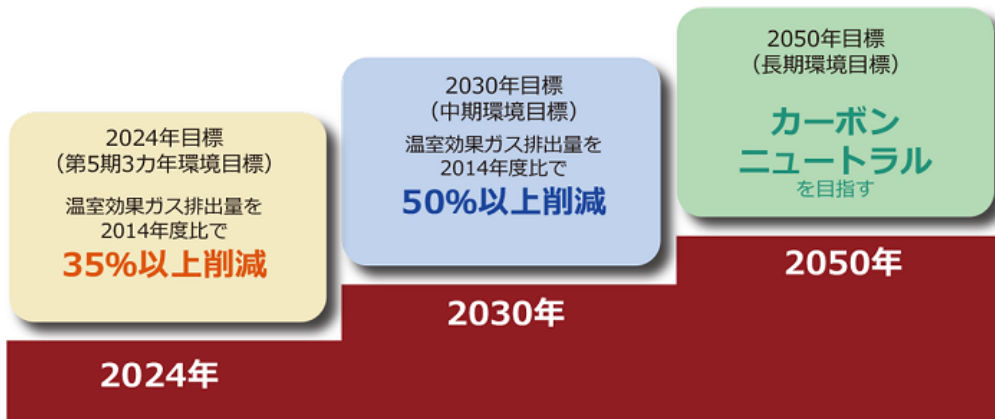 2024年目標
(第5期3カ年環境目標)
温室効果ガス排出量を
2014年度比で
35%以上削減
2024年
2030年目標
(中期環境目標)
温室効果ガス排出量を
2014年度比で
50%以上削減
2030年
2050年目標
(長期環境目標)
カーボン
ニュートラル
を目指す
2050年